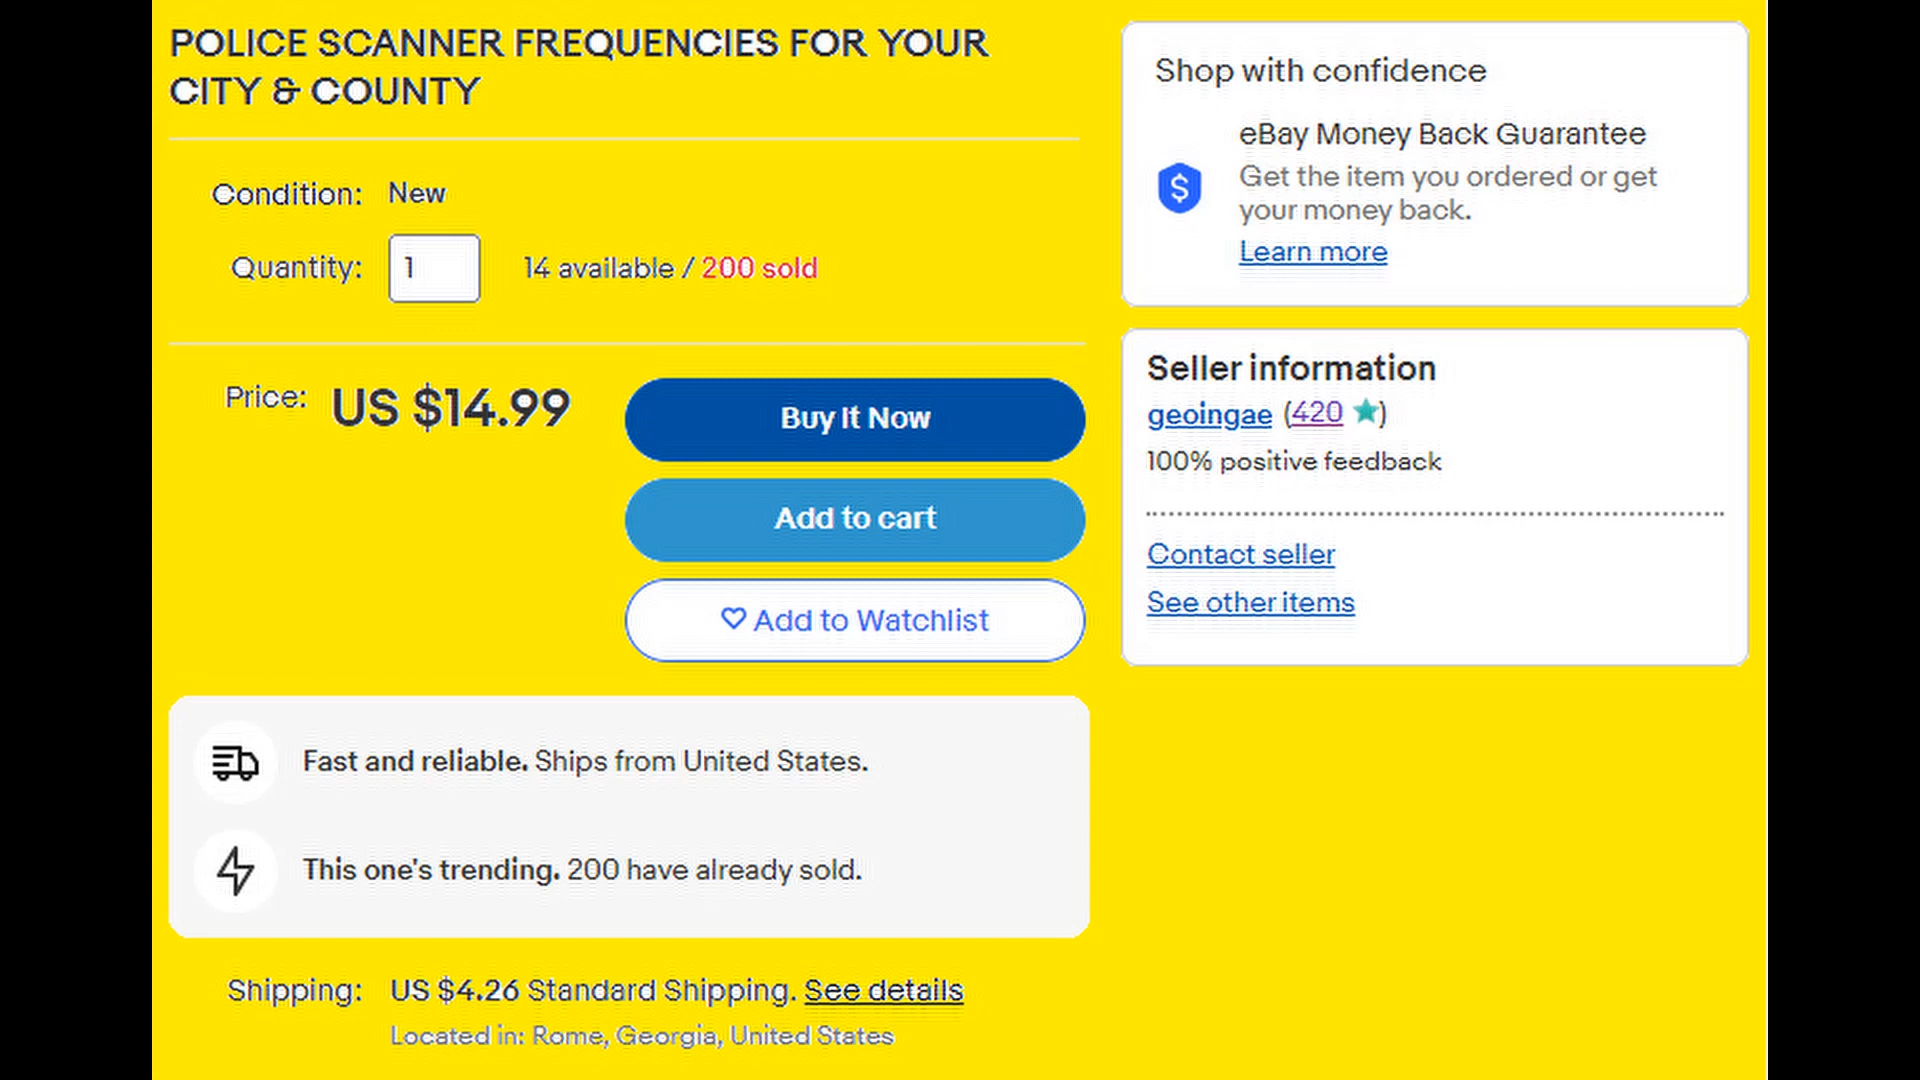 POLICE SCANNER FREQUENCIES FOR YOUR
CITY & COUNTY
Condition: New
Quantity: 1 14 available / 200 sold
Price: US $14.99
Buy It Now
Add to cart
Add to Watchlist
Fast and reliable. Ships from United States.
This one's trending. 200 have already sold.
Shipping: US $4.26 Standard Shipping. See details
Located in: Rome, Georgia, United States
Shop with confidence
eBay Money Back Guarantee
$
Get the item you ordered or get
your money back.
Learn more
Seller information
geoingae (420 ★)
100% positive feedback
Contact seller
See other items